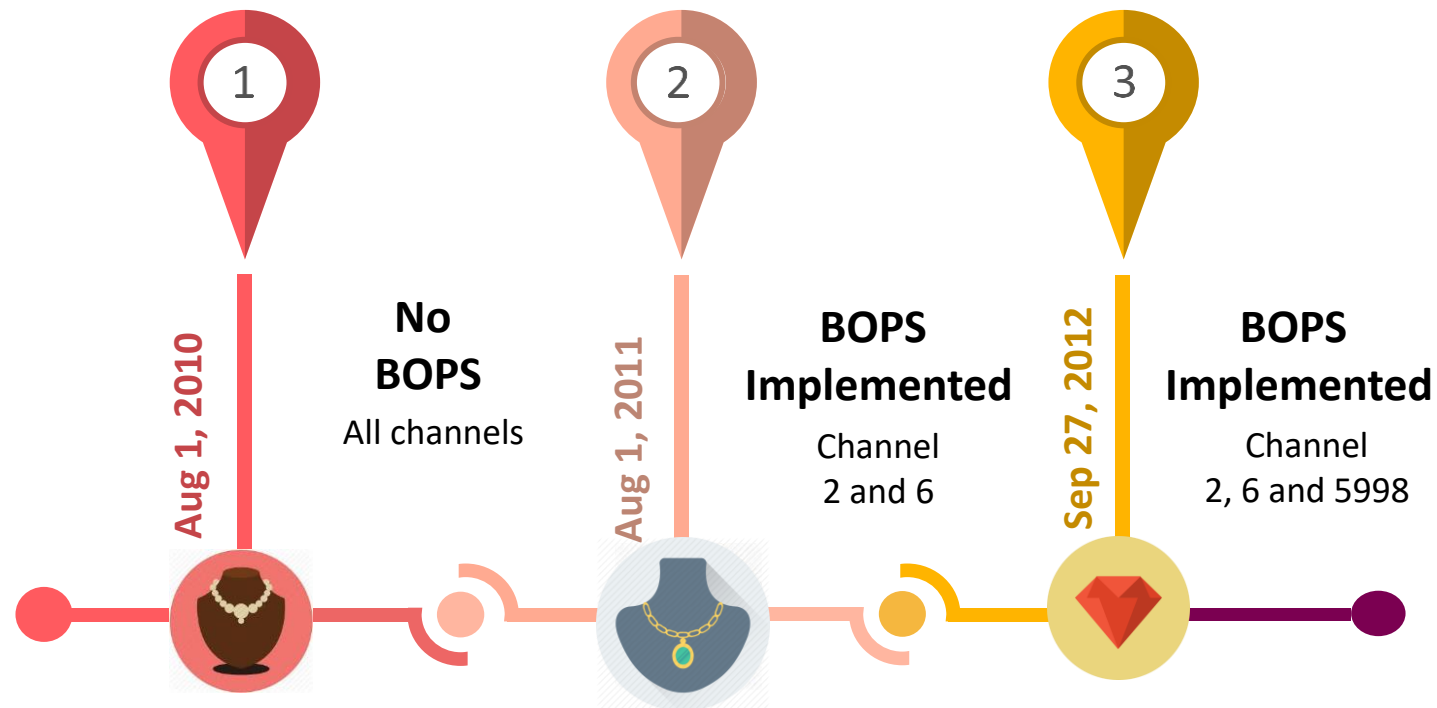 1
Aug 1, 2010
No
BOPS
All channels
2
Aug 1, 2011
BOPS
Implemented
Channel
2 and 6
3
Sep 27, 2012
BOPS
Implemented
Channel
2, 6 and 5998